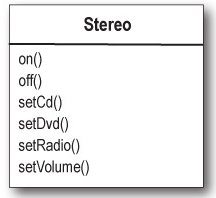 Stereo
on()
off()
setCd()
setDvd()
setRadio()
setVolume()